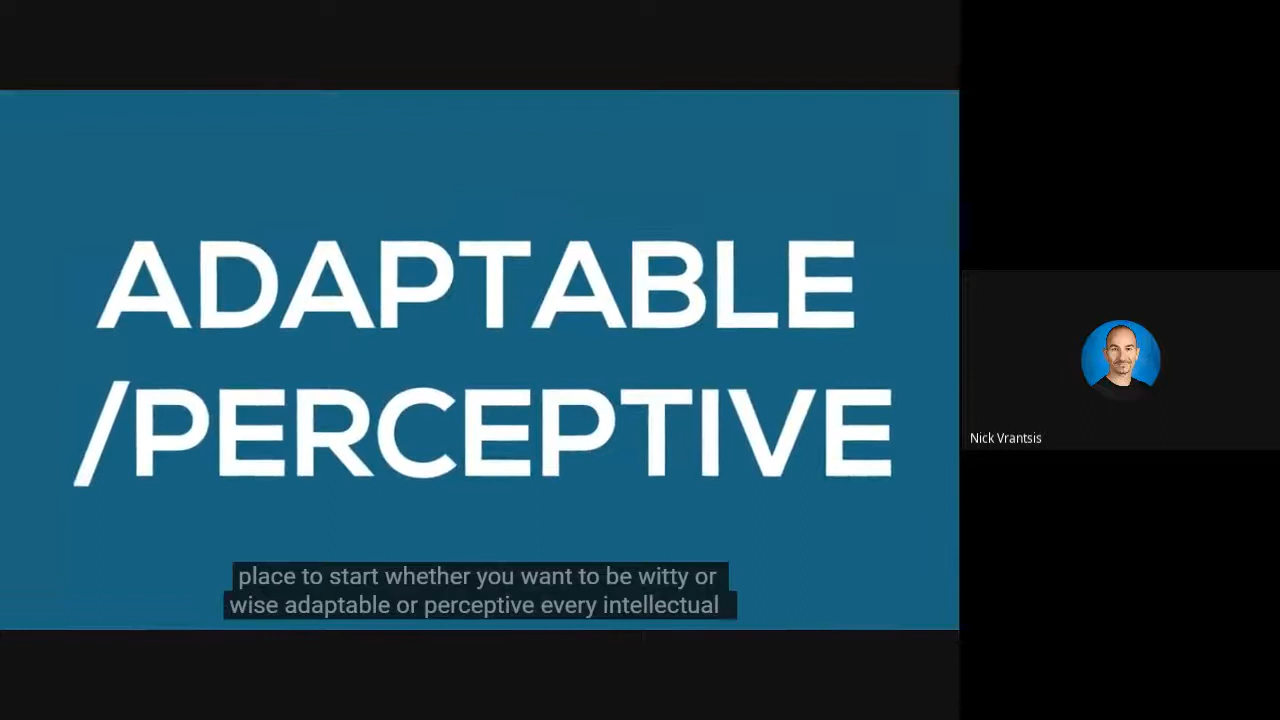 ADAPTABLE
/PERCEPTIVE
place to start whether you want to be witty or
wise adaptable or perceptive every intellectual
Nick Vrantsis